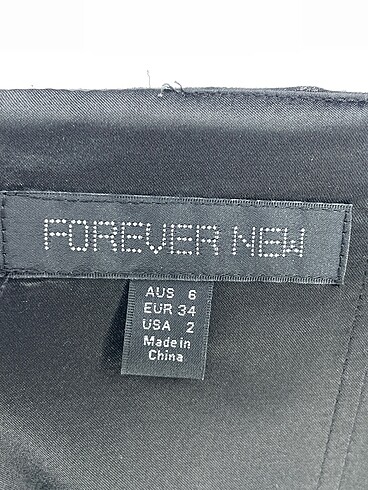 FOREVER NEW
AUS 6
EUR 34
USA 2
Made in
China